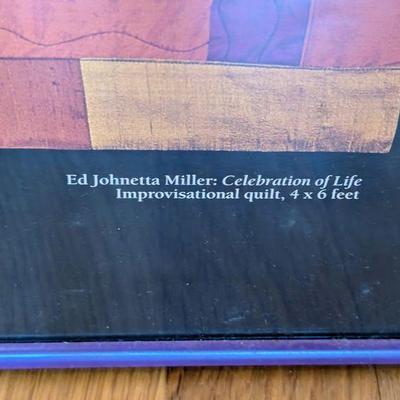 Ed Johnetta Miller: Celebration of Life
Improvisational quilt, 4 x 6 feet